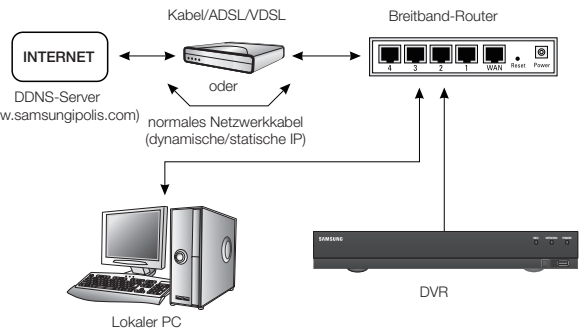 Kabel/ADSL/VDSL
Breitband-Router
INTERNET
4 3 2 1 WAN Reset Power
DDNS-Server
w.samsungipolis.com)
oder
normales Netzwerkkabel
(dynamische/statische IP)
SAMSUNG
DVR
Lokaler PC